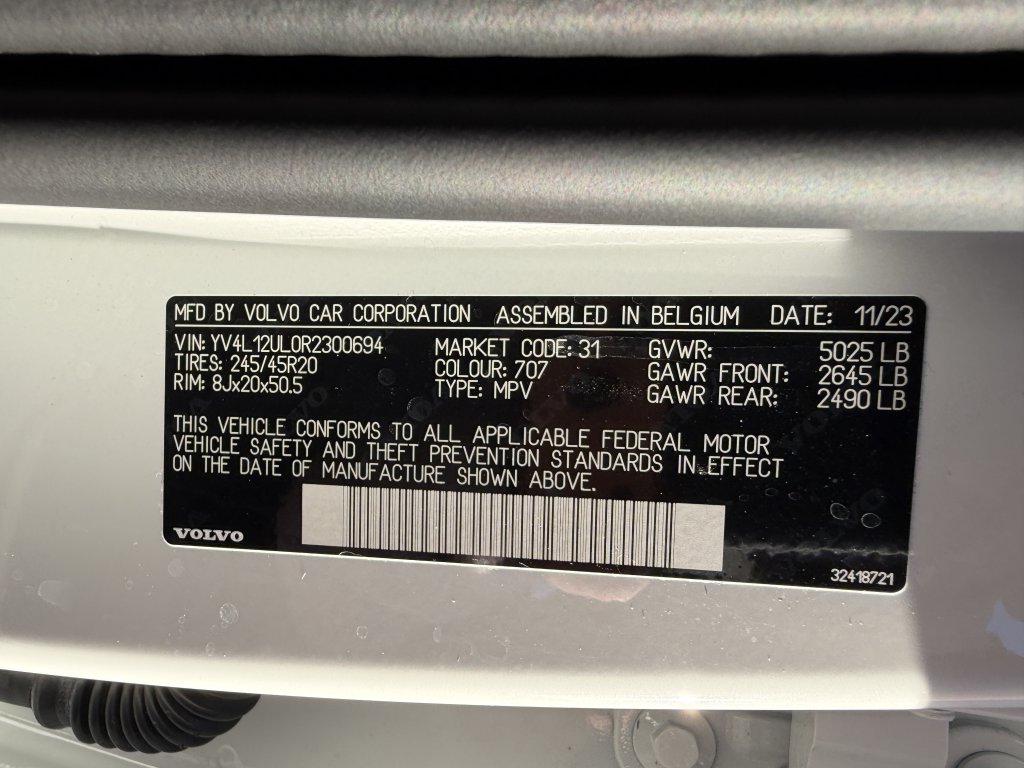 MFD BY VOLVO CAR CORPORATION ASSEMBLED IN BELGIUM DATE: 11/23
VIN: YV4L12UL0R2300694 MARKET CODE: 31 GVWR: 5025 LB
TIRES: 245/45R20 COLOUR: 707 GAWR FRONT: 2645 LB
RIM: 8Jx20x50.5 TYPE: MPV GAWR REAR: 2490 LB
THIS VEHICLE CONFORMS TO ALL APPLICABLE FEDERAL MOTOR
VEHICLE SAFETY AND THEFT PREVENTION STANDARDS IN EFFECT
ON THE DATE OF MANUFACTURE SHOWN ABOVE.
VOLVO
32418721